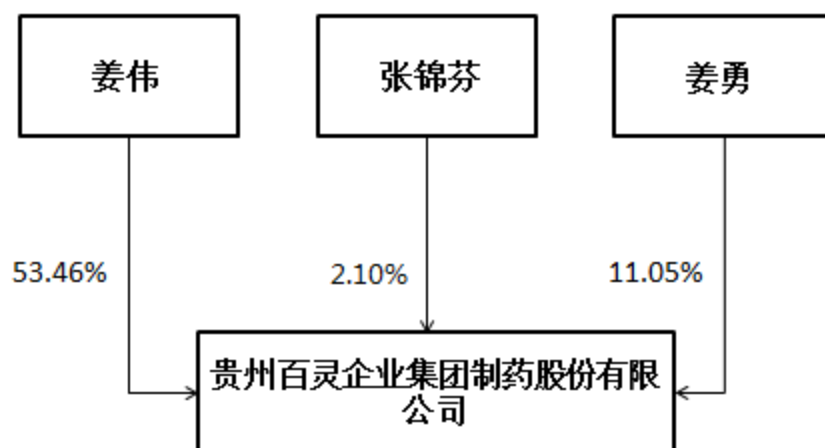 姜伟
张锦芬
姜勇
53.46%
2.10%
11.05%
贵州百灵企业集团制药股份有限
公司